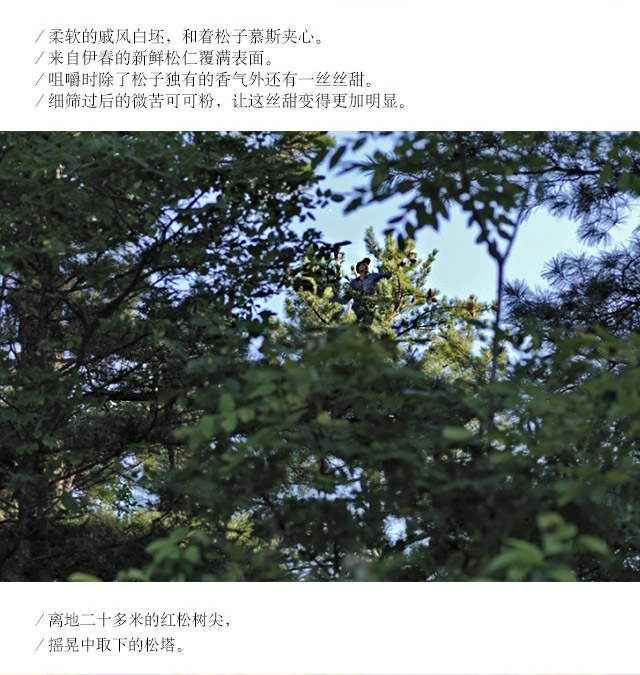 / 柔软的戚风白坯，和着松子慕斯夹心。
/ 来自伊春的新鲜松仁覆满表面。
/ 咀嚼时除了松子独有的香气外还有一丝丝甜。
/ 细筛过后的微苦可可粉，让这丝甜变得更加明显。
/ 离地二十多米的红松树尖，
/ 摇晃中取下的松塔。